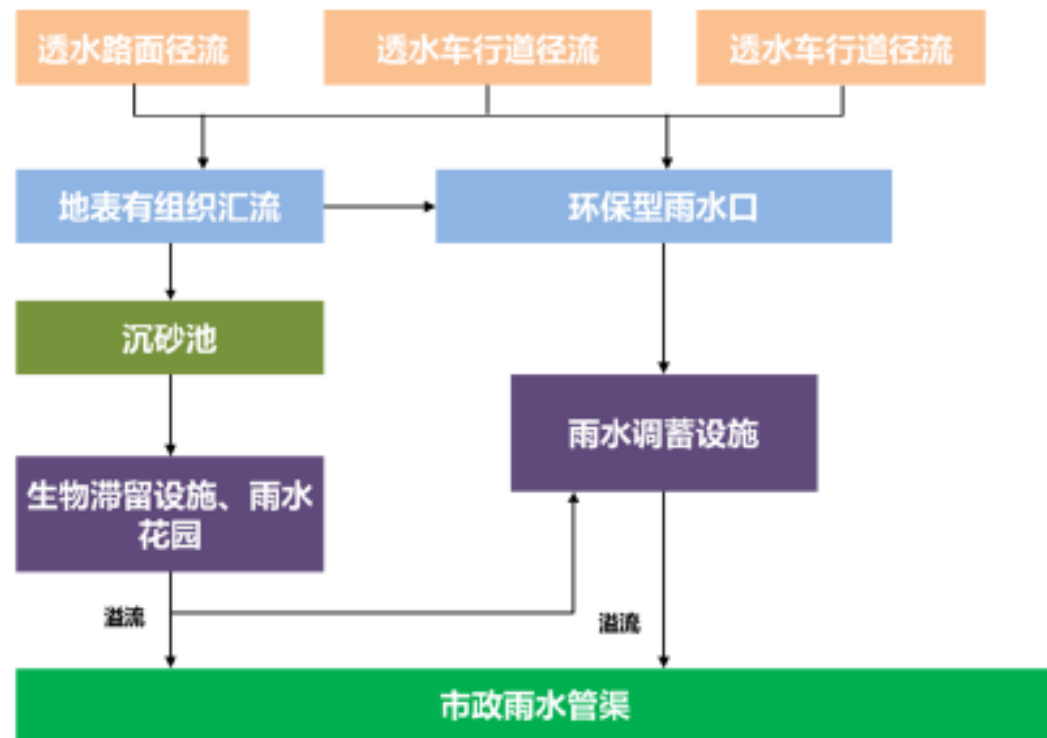 透水路面径流
透水车行道径流
透水车行道径流
地表有组织汇流
环保型雨水口
沉砂池
雨水调蓄设施
生物滞留设施、雨水
花园
溢流
溢流
市政雨水管渠